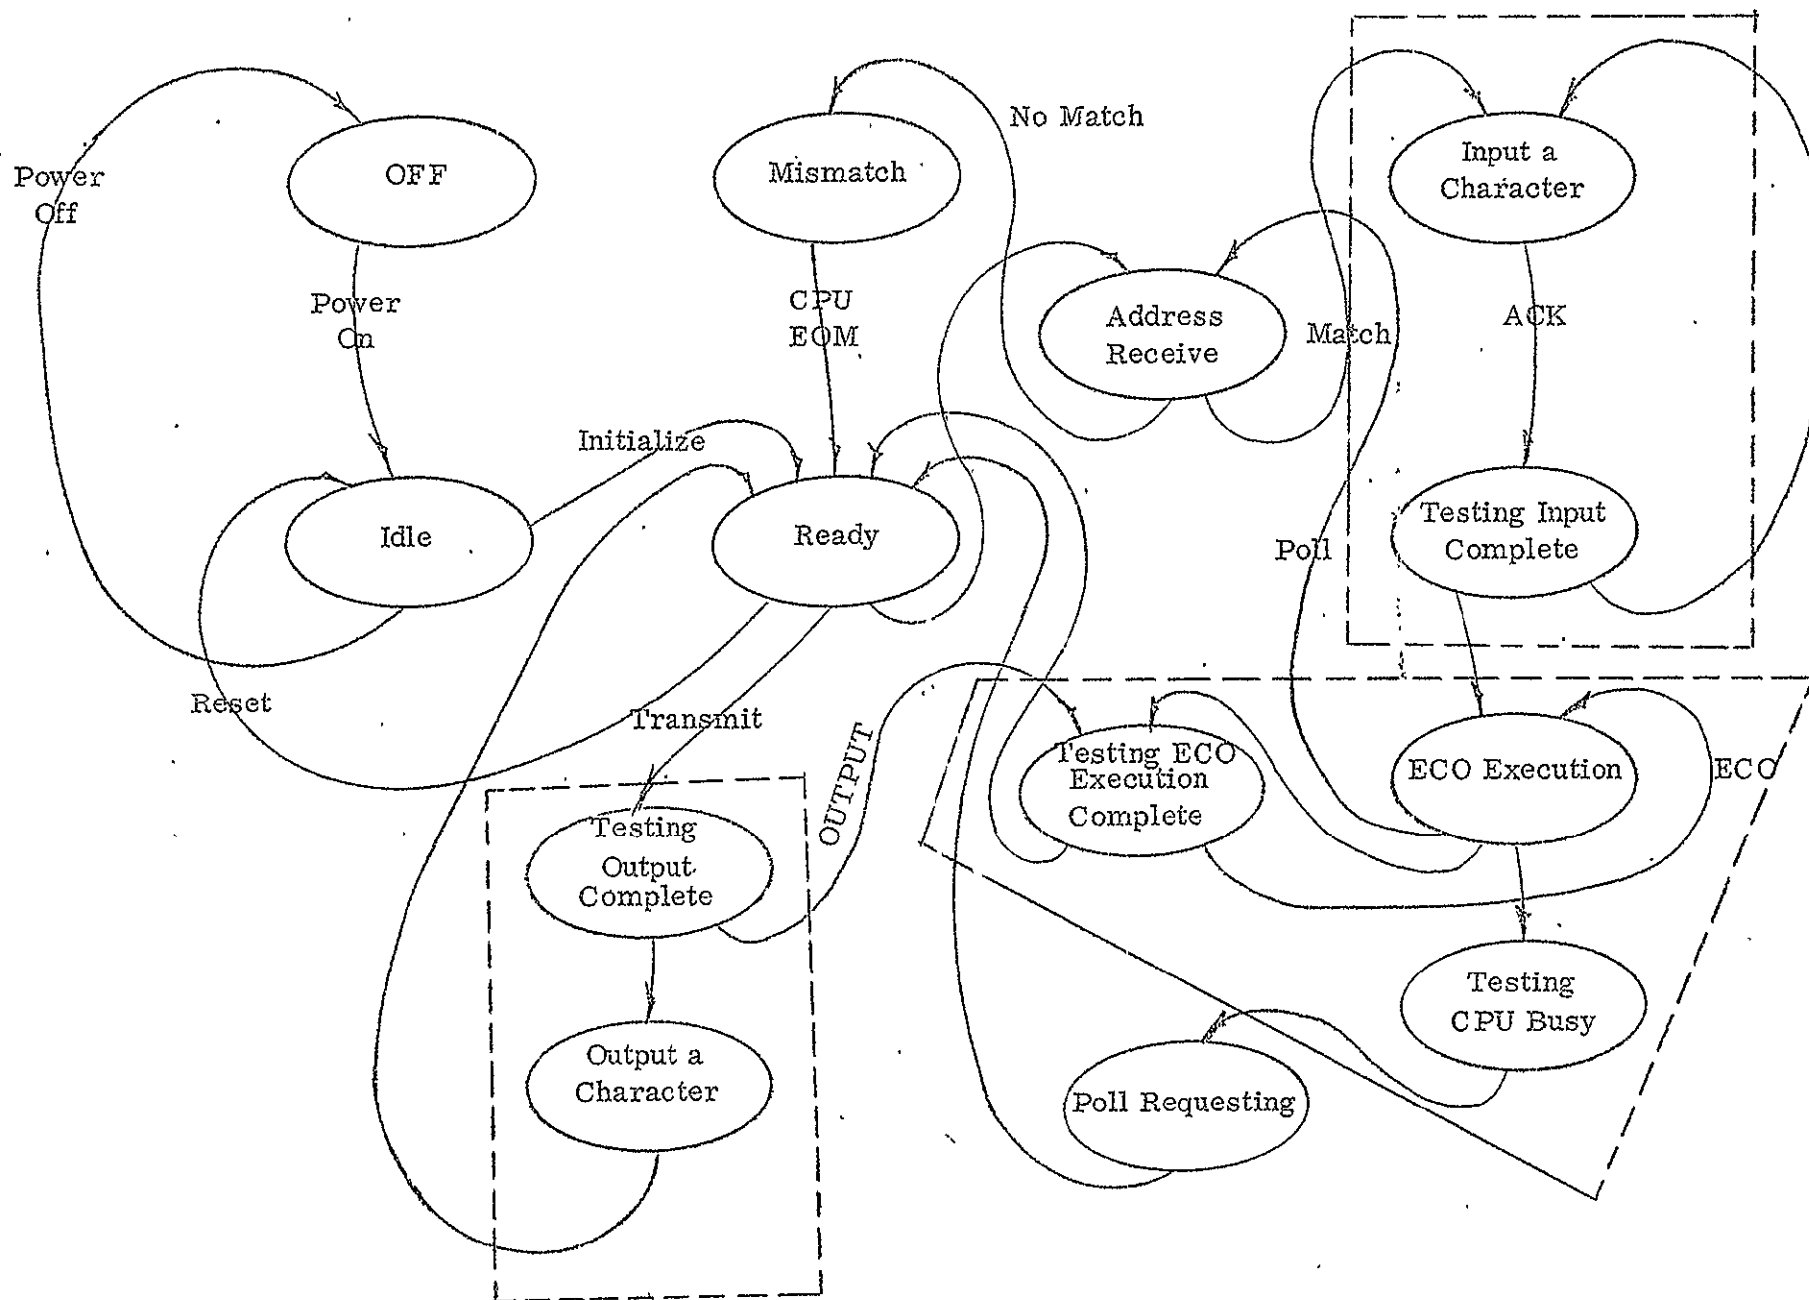 Power
Off
OFF
Power
On
Idle
Reset
Initialize
Mismatch
CPU
EOM
Ready
No Match
Address
Receive
Match
Input a
Character
ACK
Testing Input
Complete
Poll
Transmit
OUTPUT
Testing
Output
Complete
Output a
Character
Testing ECO
Execution
Complete
ECO Execution
ECO
Testing
CPU Busy
Poll Requesting